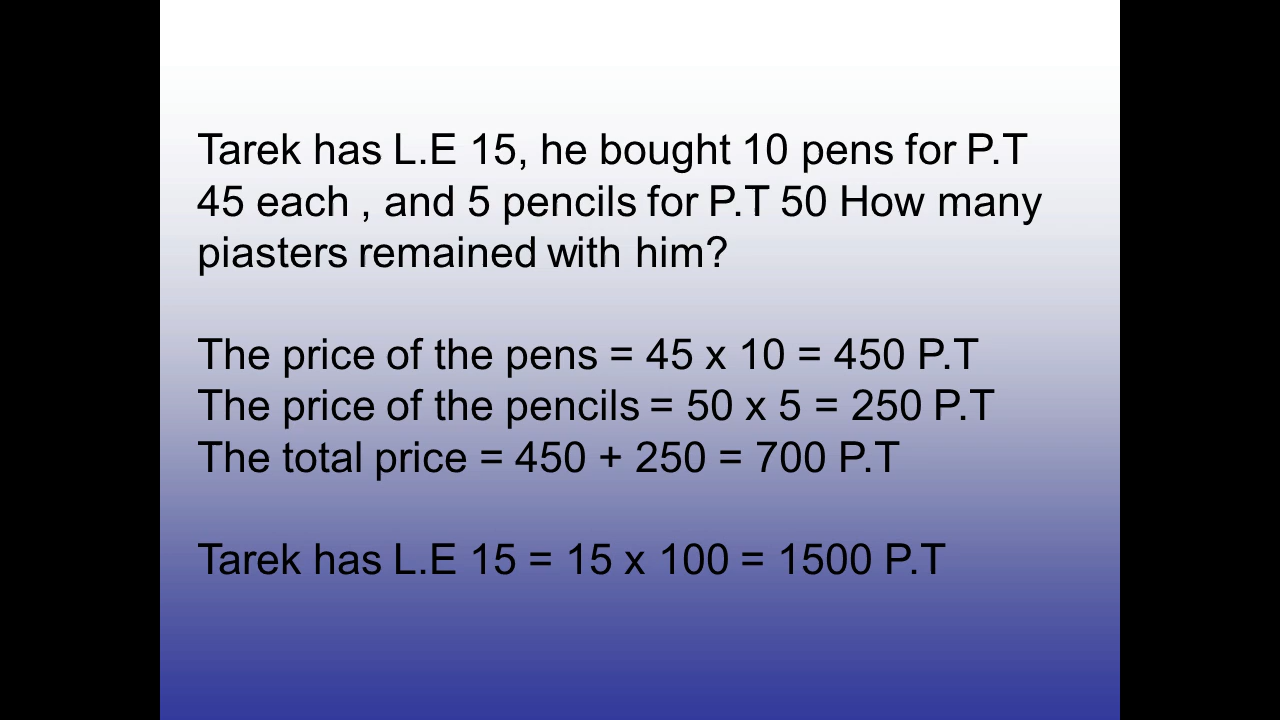 Tarek has L.E 15, he bought 10 pens for P.T
45 each , and 5 pencils for P.T 50 How many
piasters remained with him?
The price of the pens = 45 x 10 = 450 P.T
The price of the pencils = 50 x 5 = 250 P.T
The total price = 450 + 250 = 700 P.T
Tarek has L.E 15 = 15 x 100 = 1500 P.T